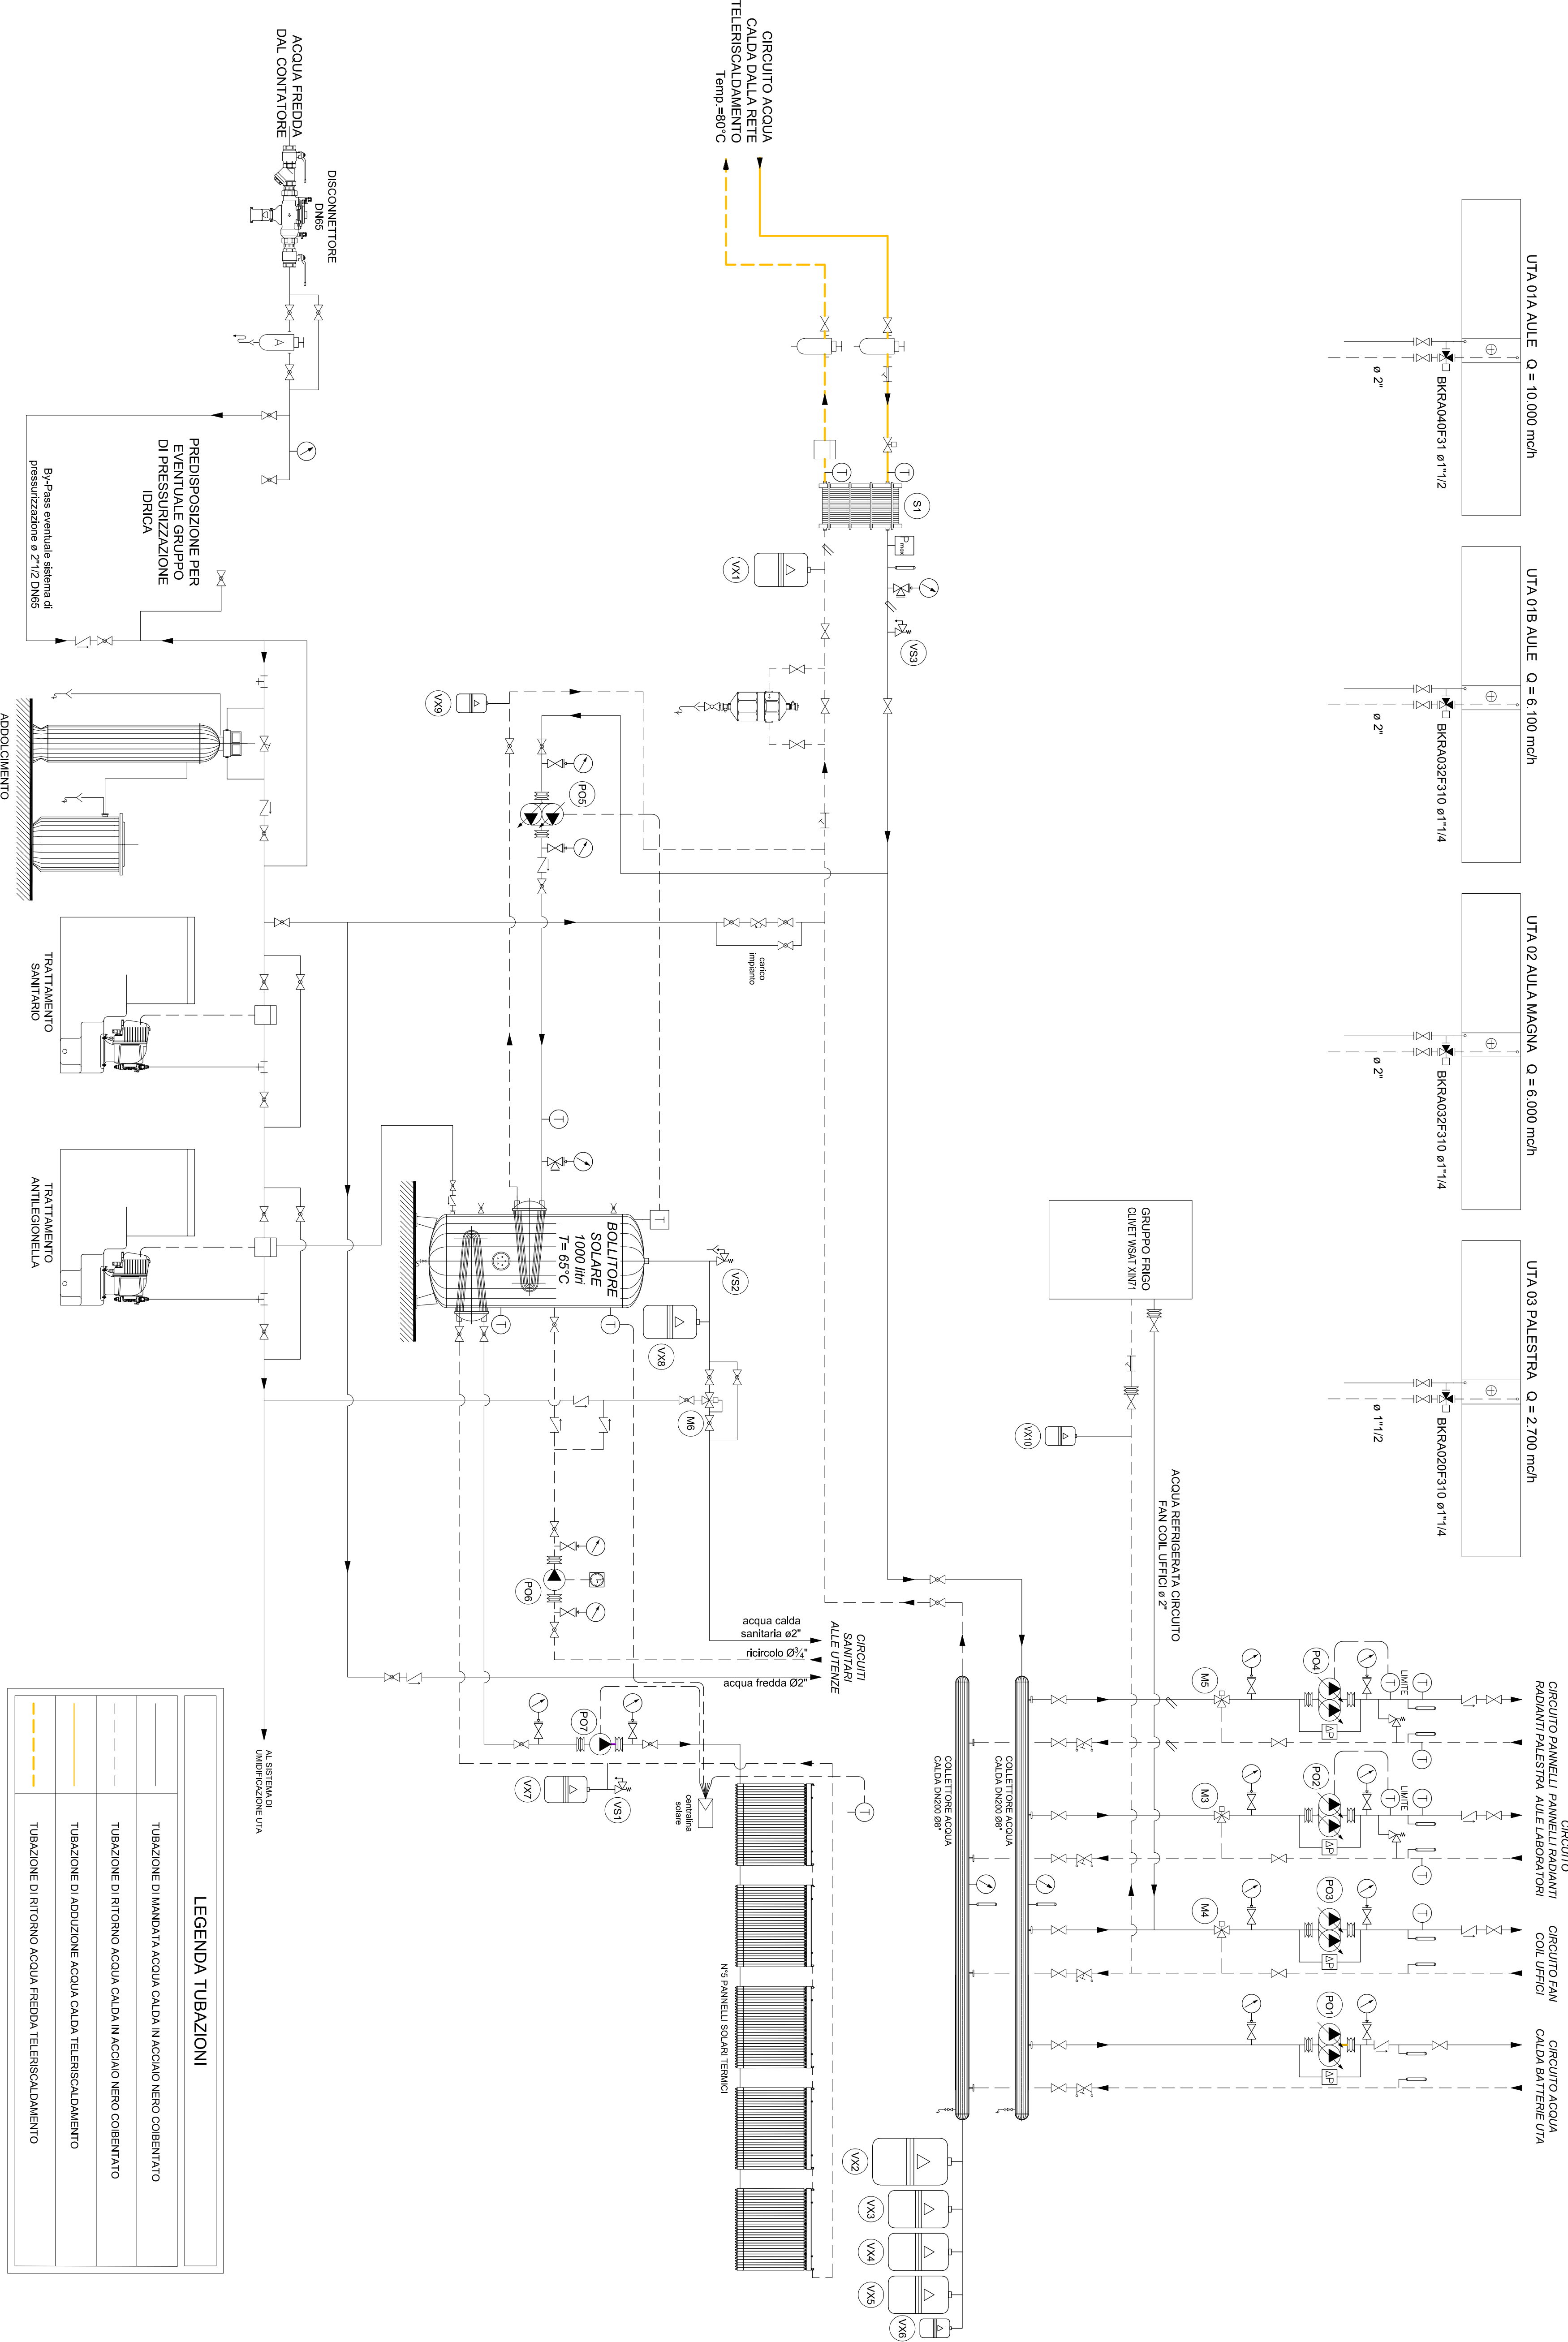 UTA 01A AULE Q = 10.000 mc/h
BKRA040F31 ø1"1/2
ø 2"
UTA 01B AULE Q = 6.100 mc/h
BKRA032F310 ø1"1/4
ø 2"
UTA 02 AULA MAGNA Q = 6.000 mc/h
BKRA032F310 ø1"1/4
ø 2"
UTA 03 PALESTRA Q = 2.700 mc/h
BKRA020F310 ø1"1/4
ø 1"1/2
CIRCUITO PANNELLI
RADIANTI PALESTRA
CIRCUITO
PANNELLI RADIANTI
AULE LABORATORI
CIRCUITO FAN
COIL UFFICI
CIRCUITO ACQUA
CALDA BATTERIE UTA
T
LIMITE
T
T
PO4
ΔP
M5
T
LIMITE
T
T
PO2
ΔP
M3
T
PO3
ΔP
M4
PO1
ΔP
ACQUA REFRIGERATA CIRCUITO
FAN COIL UFFICI ø 2"
GRUPPO FRIGO
CLIVET WSAT XIN71
VX10
COLLETTORE ACQUA
CALDA DN200 Ø8"
COLLETTORE ACQUA
CALDA DN200 Ø8"
VX2
VX3
VX4
VX5
VX6
CIRCUITO ACQUA
CALDA DALLA RETE
TELERISCALDAMENTO
Temp.=80°C
T
T
S1
P max
VX1
VS3
VX9
PO5
carico
impianto
T
T
BOLLITORE
SOLARE
1000 litri
T= 65°C
T
T
VS2
VX8
M6
PO6
CIRCUITI
SANITARI
ALLE UTENZE
acqua calda
sanitaria ø2"
ricircolo Ø¾"
acqua fredda Ø2"
PO7
VX7
VS1
centralina
solare
T
N°5 PANNELLI SOLARI TERMICI
ACQUA FREDDA
DAL CONTATORE
DISCONNETTORE
DN65
A
PREDISPOSIZIONE PER
EVENTUALE GRUPPO
DI PRESSURIZZAZIONE
IDRICA
By-Pass eventuale sistema di
pressurizzazione ø 2"1/2 DN65
ADDOLCIMENTO
TRATTAMENTO
SANITARIO
TRATTAMENTO
ANTILEGIONELLA
AL SISTEMA DI
UMIDIFICAZIONE UTA
LEGENDA TUBAZIONI
TUBAZIONE DI MANDATA ACQUA CALDA IN ACCIAIO NERO COIBENTATO
TUBAZIONE DI RITORNO ACQUA CALDA IN ACCIAIO NERO COIBENTATO
TUBAZIONE DI ADDUZIONE ACQUA CALDA TELERISCALDAMENTO
TUBAZIONE DI RITORNO ACQUA FREDDA TELERISCALDAMENTO